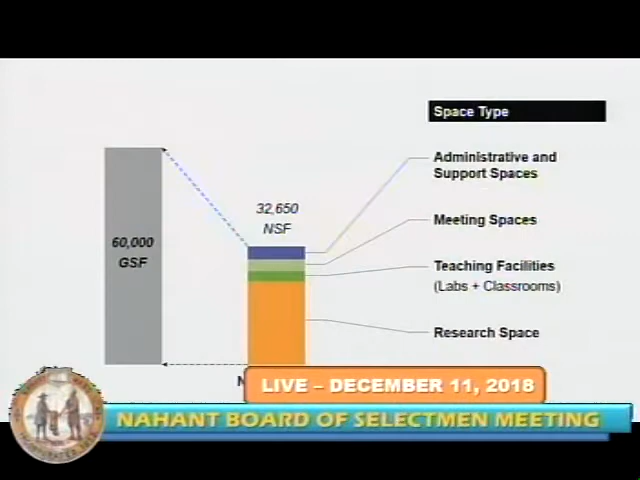 Space Type
Administrative and
Support Spaces
32,650
NSF
Meeting Spaces
60,000
GSF
Teaching Facilities
(Labs + Classrooms)
Research Space
LIVE – DECEMBER 11, 2018
NAHANT BOARD OF SELECTMEN MEETING